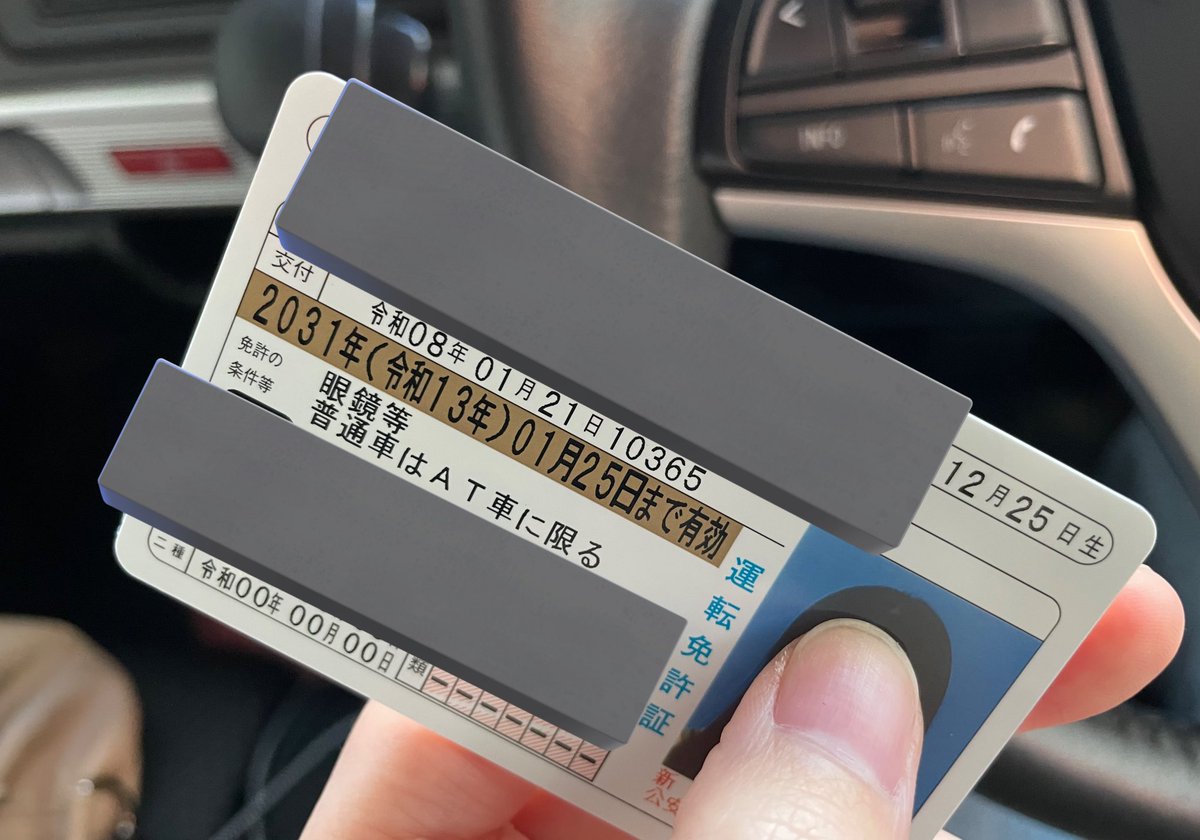 INFO
12月25日生
交付
令和08年01月21日10365
2031年(令和13年)01月25日まで有効
免許の
条件等
眼鏡等
普通車はAT車に限る
二種
令和00年00月00日
類
運転免許証
新
公安